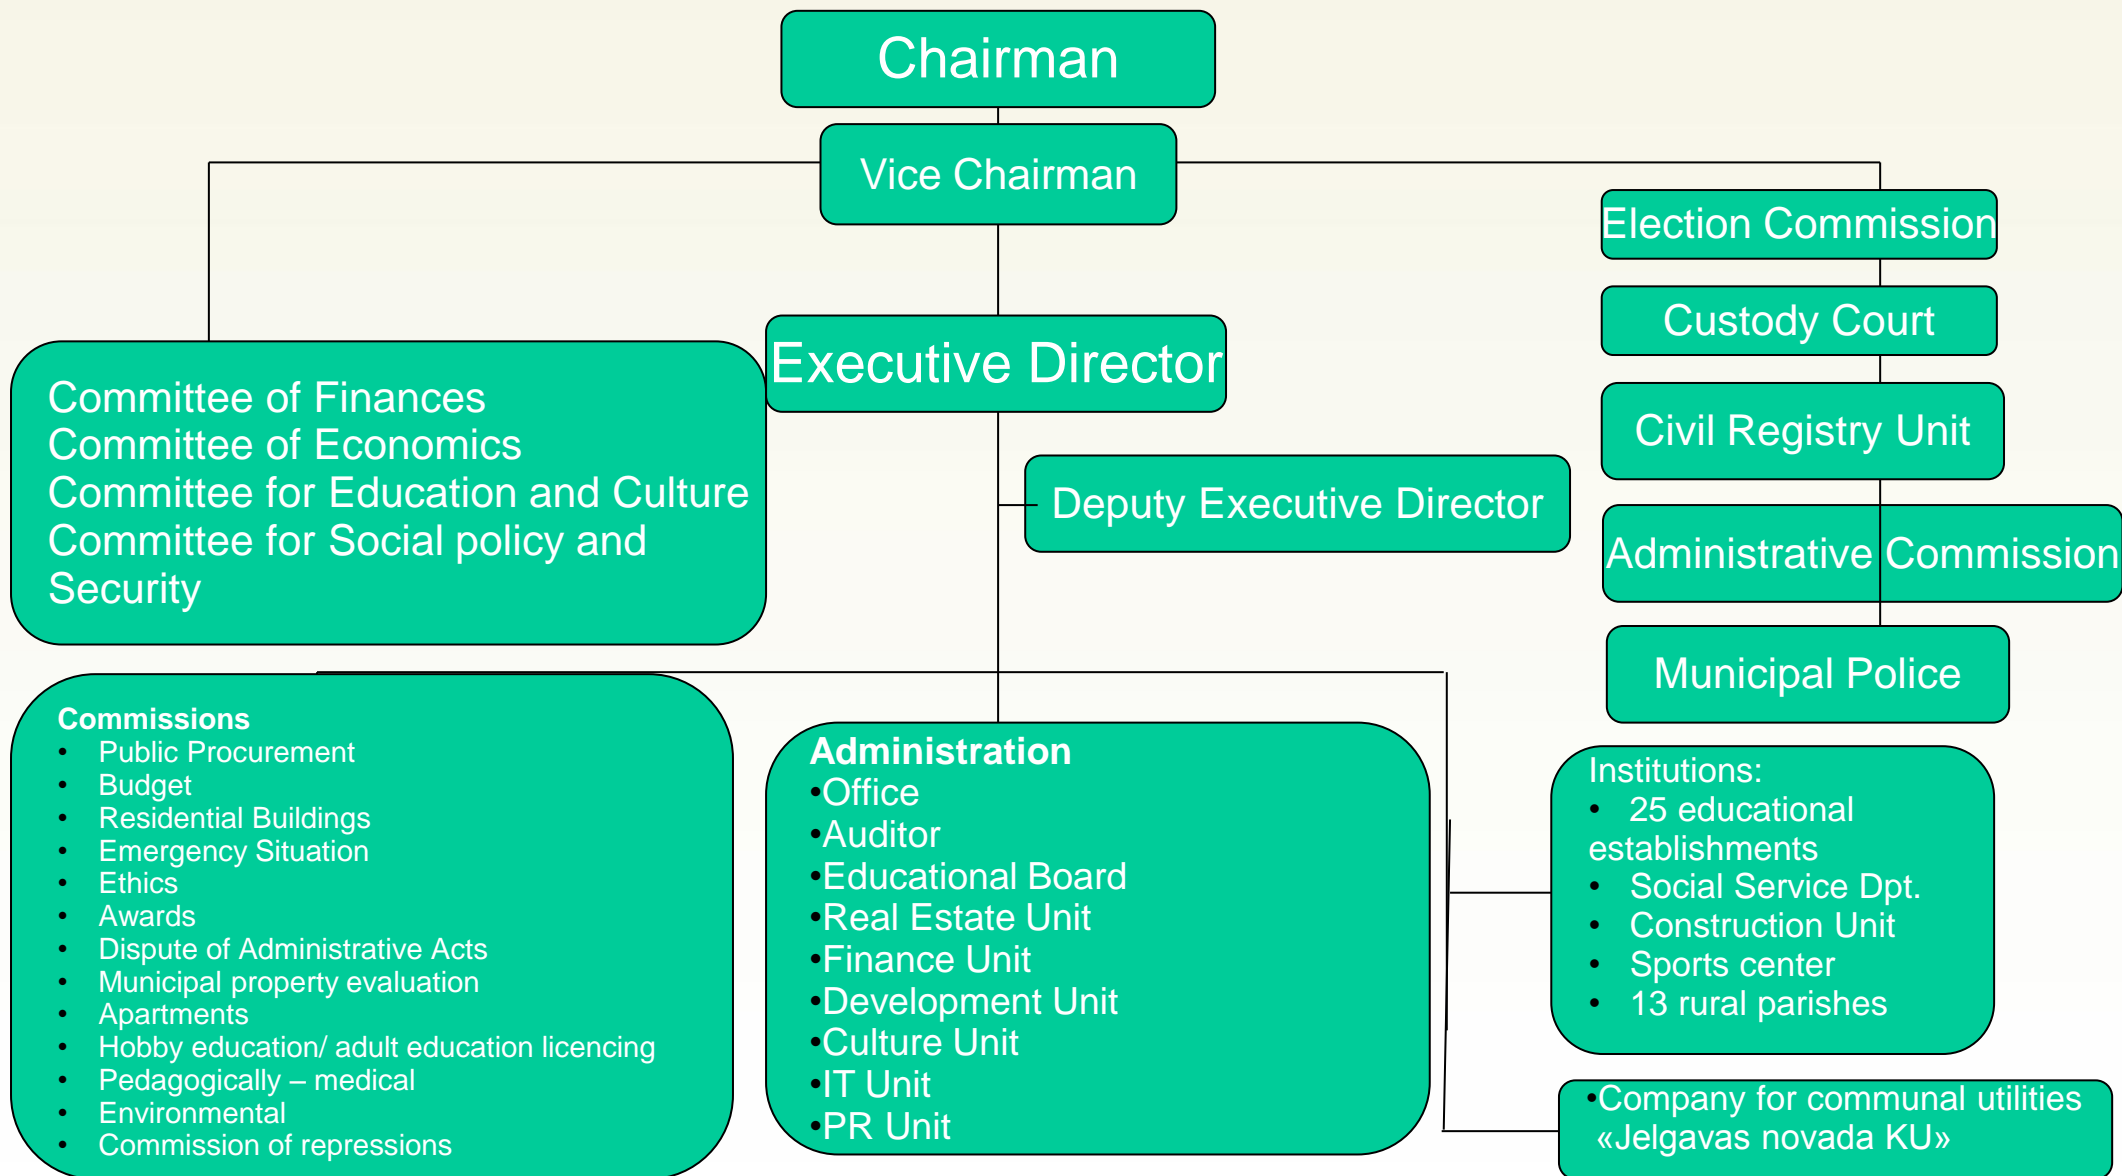 Chairman
Vice Chairman
Election Commission
Custody Court
Civil Registry Unit
Administrative Commission
Municipal Police
Executive Director
Deputy Executive Director
Committee of Finances
Committee of Economics
Committee for Education and Culture
Committee for Social policy and
Security
Commissions
• Public Procurement
• Budget
• Residential Buildings
• Emergency Situation
• Ethics
• Awards
• Dispute of Administrative Acts
• Municipal property evaluation
• Apartments
• Hobby education/ adult education licencing
• Pedagogically – medical
• Environmental
• Commission of repressions
Administration
•Office
•Auditor
•Educational Board
•Real Estate Unit
•Finance Unit
•Development Unit
•Culture Unit
•IT Unit
•PR Unit
Institutions:
• 25 educational
establishments
• Social Service Dpt.
• Construction Unit
• Sports center
• 13 rural parishes
•Company for communal utilities
«Jelgavas novada KU»